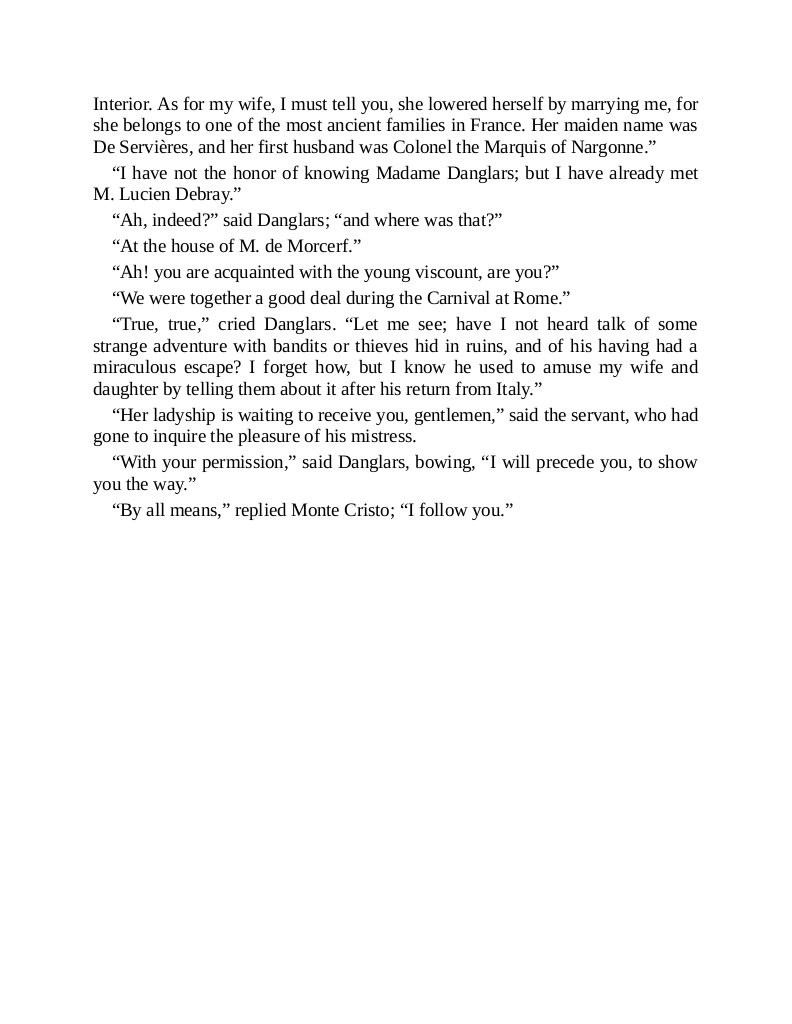 Interior. As for my wife, I must tell you, she lowered herself by marrying me, for
she belongs to one of the most ancient families in France. Her maiden name was
De Servières, and her first husband was Colonel the Marquis of Nargonne.”
“I have not the honor of knowing Madame Danglars; but I have already met
M. Lucien Debray.”
“Ah, indeed?” said Danglars; “and where was that?”
“At the house of M. de Morcerf.”
“Ah! you are acquainted with the young viscount, are you?”
“We were together a good deal during the Carnival at Rome.”
“True, true,” cried Danglars. “Let me see; have I not heard talk of some
strange adventure with bandits or thieves hid in ruins, and of his having had a
miraculous escape? I forget how, but I know he used to amuse my wife and
daughter by telling them about it after his return from Italy.”
“Her ladyship is waiting to receive you, gentlemen,” said the servant, who had
gone to inquire the pleasure of his mistress.
“With your permission,” said Danglars, bowing, “I will precede you, to show
you the way.”
“By all means,” replied Monte Cristo; “I follow you.”